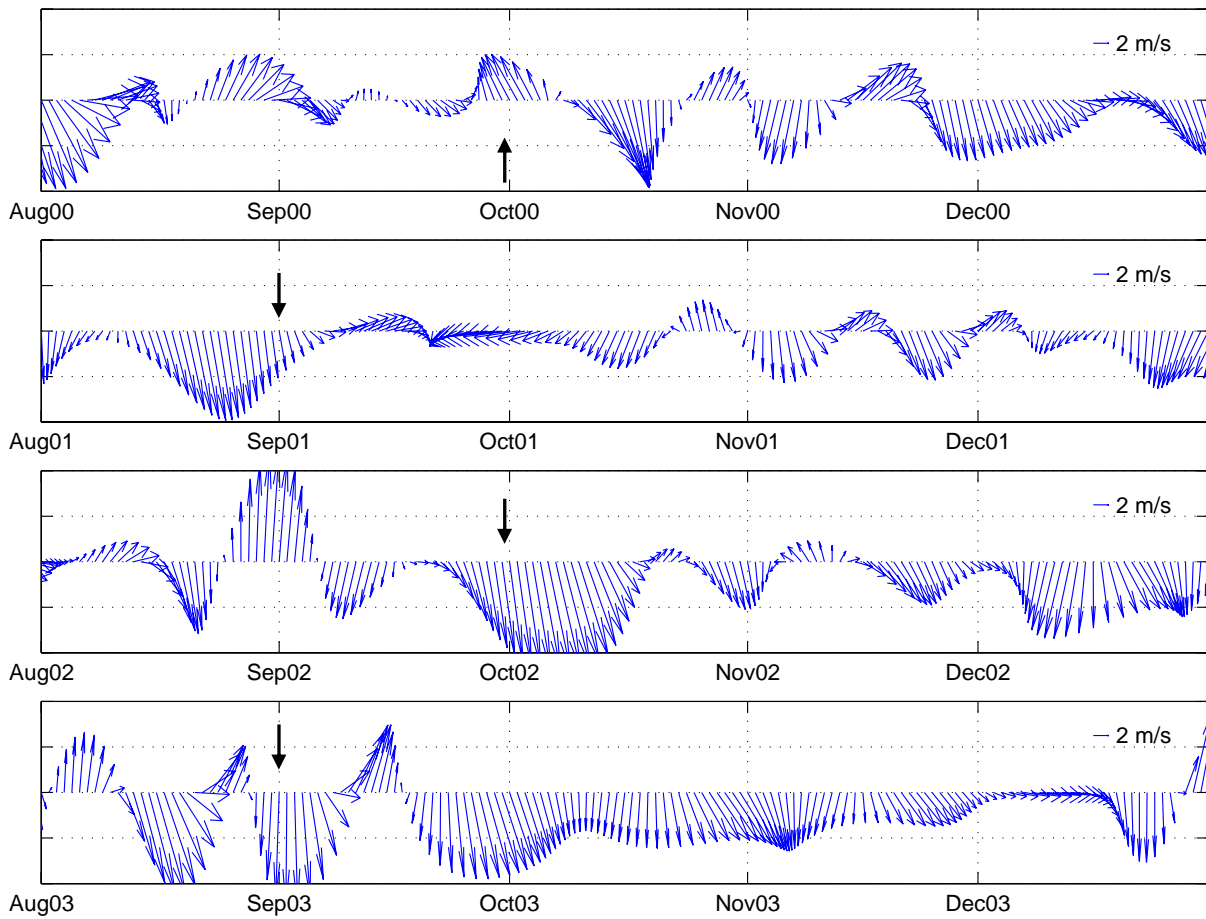 2 m/s
Aug00 Sep00 Oct00 Nov00 Dec00
2 m/s
Aug01 Sep01 Oct01 Nov01 Dec01
2 m/s
Aug02 Sep02 Oct02 Nov02 Dec02
2 m/s
Aug03 Sep03 Oct03 Nov03 Dec03